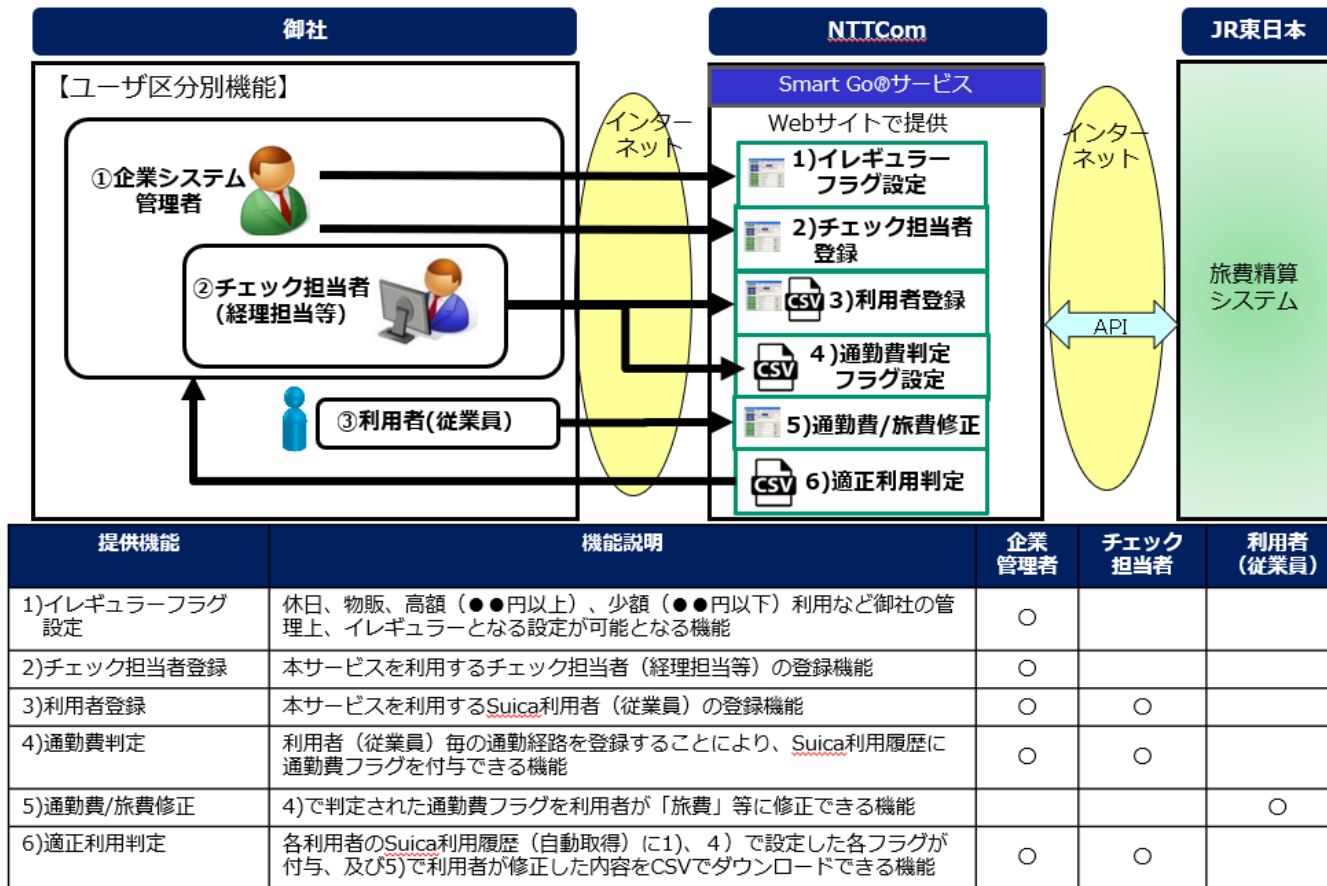 御社
NTTCom
JR東日本
【ユーザ区分別機能】
Smart Go®サービス
Webサイトで提供
インター
ネット
インター
ネット
①企業システム
管理者
②チェック担当者
(経理担当等)
③利用者(従業員)
1)イレギュラー
フラグ設定
2)チェック担当者
登録
CSV 3)利用者登録
CSV
4)通勤費判定
フラグ設定
5)通勤費/旅費修正
CSV 6)適正利用判定
API
旅費精算
システム
提供機能 機能説明 企業管理者 チェック担当者 利用者(従業員)
1)イレギュラーフラグ
設定
休日、物販、高額（●●円以上）、少額（●●円以下）利用など御社の管
理上、イレギュラーとなる設定が可能となる機能
〇
2)チェック担当者登録 本サービスを利用するチェック担当者（経理担当等）の登録機能 〇
3)利用者登録 本サービスを利用するSuica利用者（従業員）の登録機能 〇 〇
4)通勤費判定
利用者（従業員）毎の通勤経路を登録することにより、Suica利用履歴に
通勤費フラグを付与できる機能
〇 〇
5)通勤費/旅費修正 4)で判定された通勤費フラグを利用者が「旅費」等に修正できる機能 〇
6)適正利用判定
各利用者のSuica利用履歴（自動取得）に1)、４）で設定した各フラグが
付与、及び5)で利用者が修正した内容をCSVでダウンロードできる機能
〇 〇